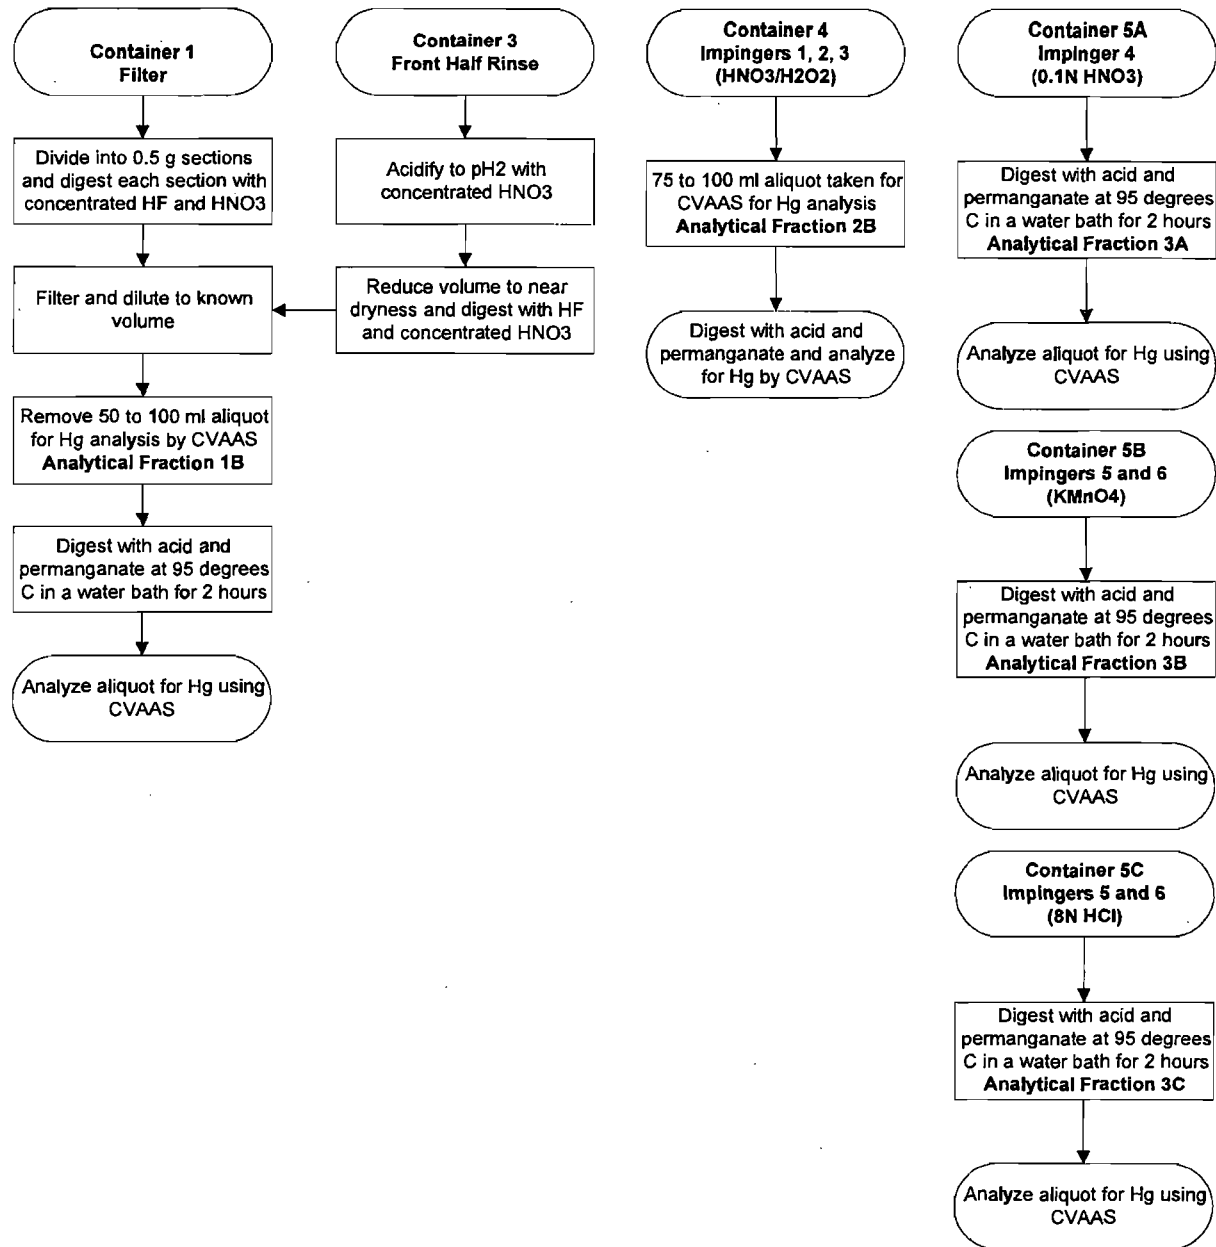 Container 1
Filter
Divide into 0.5 g sections
and digest each section with
concentrated HF and HNO3
Filter and dilute to known
volume
Remove 50 to 100 ml aliquot
for Hg analysis by CVAAS
Analytical Fraction 1B
Digest with acid and
permanganate at 95 degrees
C in a water bath for 2 hours
Analyze aliquot for Hg using
CVAAS
Container 3
Front Half Rinse
Acidify to pH2 with
concentrated HNO3
Reduce volume to near
dryness and digest with HF
and concentrated HNO3
Container 4
Impingers 1, 2, 3
(HNO3/H2O2)
75 to 100 ml aliquot taken for
CVAAS for Hg analysis
Analytical Fraction 2B
Digest with acid and
permanganate and analyze
for Hg by CVAAS
Container 5A
Impinger 4
(0.1N HNO3)
Digest with acid and
permanganate at 95 degrees
C in a water bath for 2 hours
Analytical Fraction 3A
Analyze aliquot for Hg using
CVAAS
Container 5B
Impingers 5 and 6
(KMnO4)
Digest with acid and
permanganate at 95 degrees
C in a water bath for 2 hours
Analytical Fraction 3B
Analyze aliquot for Hg using
CVAAS
Container 5C
Impingers 5 and 6
(8N HCl)
Digest with acid and
permanganate at 95 degrees
C in a water bath for 2 hours
Analytical Fraction 3C
Analyze aliquot for Hg using
CVAAS